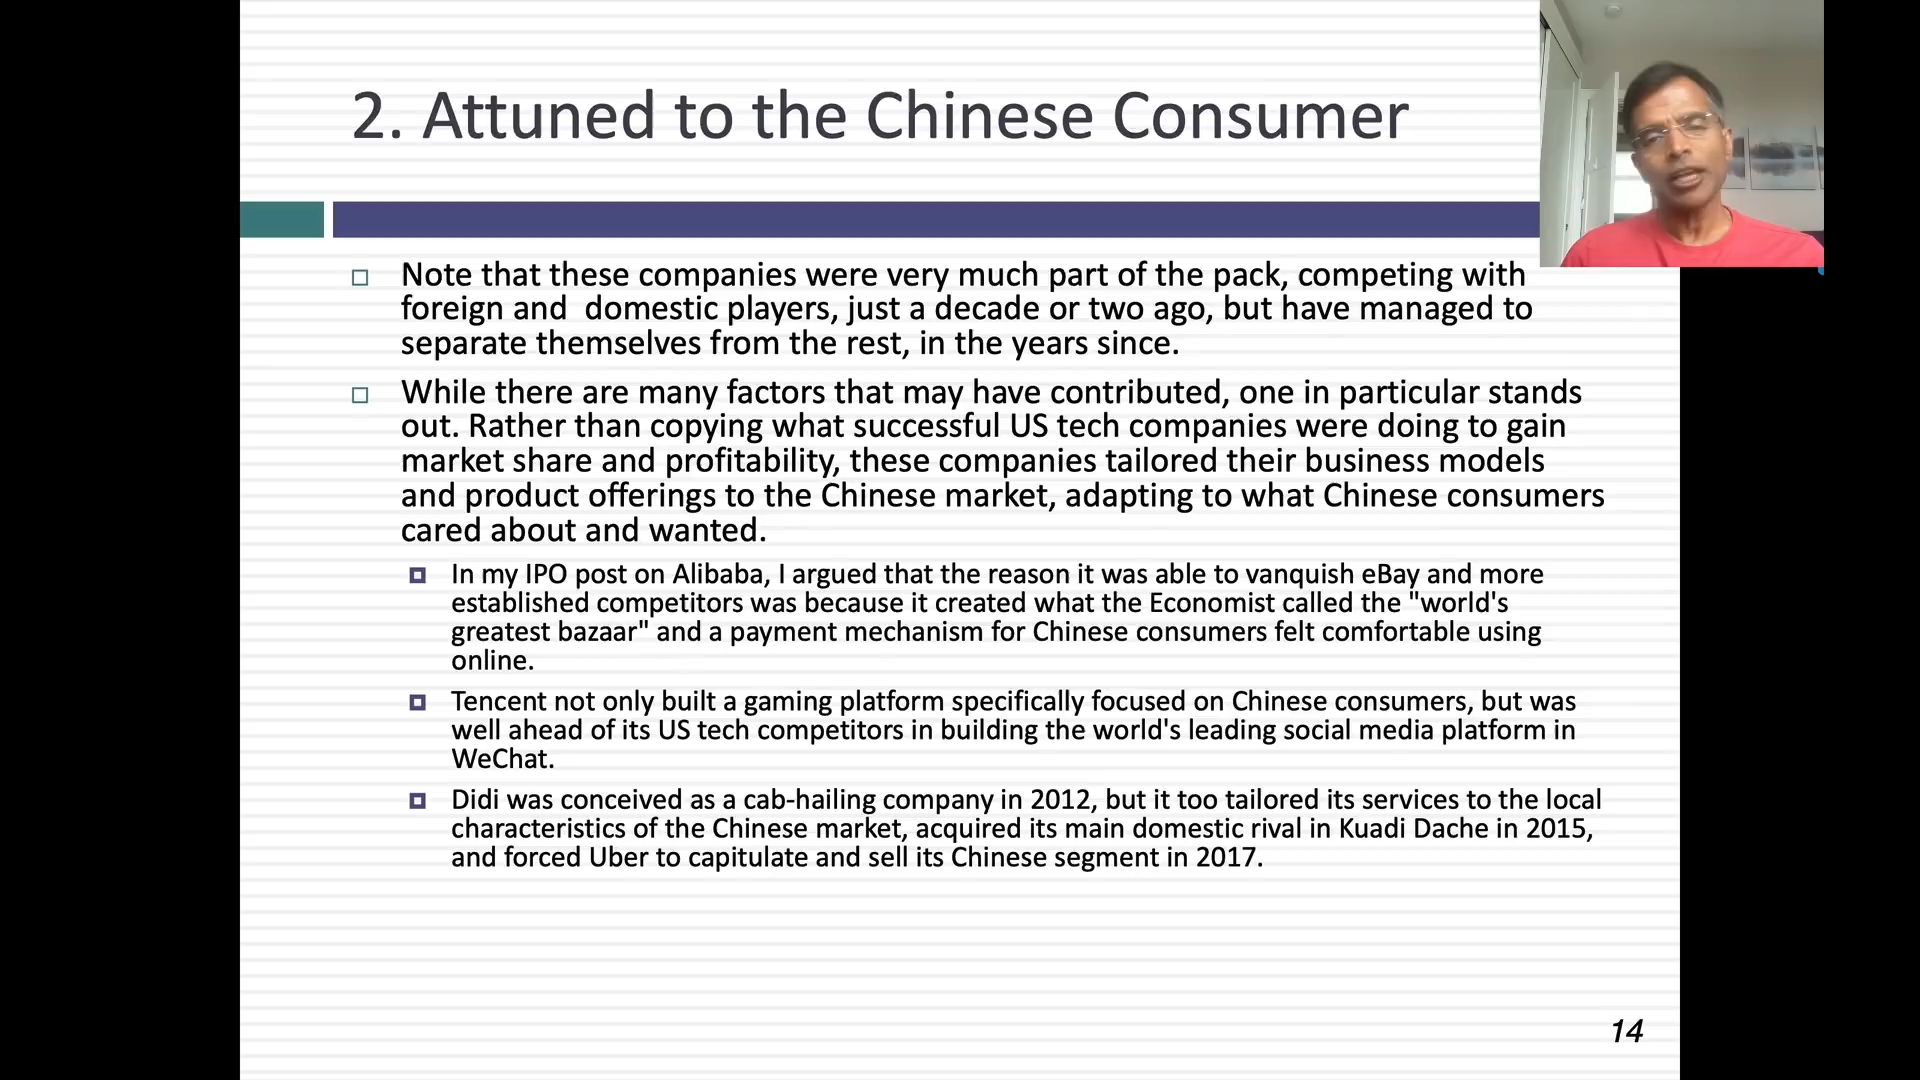 2. Attuned to the Chinese Consumer
Note that these companies were very much part of the pack, competing with
foreign and  domestic players, just a decade or two ago, but have managed to
separate themselves from the rest, in the years since.
While there are many factors that may have contributed, one in particular stands
out. Rather than copying what successful US tech companies were doing to gain
market share and profitability, these companies tailored their business models
and product offerings to the Chinese market, adapting to what Chinese consumers
cared about and wanted.
In my IPO post on Alibaba, I argued that the reason it was able to vanquish eBay and more
established competitors was because it created what the Economist called the "world's
greatest bazaar" and a payment mechanism for Chinese consumers felt comfortable using
online.
Tencent not only built a gaming platform specifically focused on Chinese consumers, but was
well ahead of its US tech competitors in building the world's leading social media platform in
WeChat.
Didi was conceived as a cab-hailing company in 2012, but it too tailored its services to the local
characteristics of the Chinese market, acquired its main domestic rival in Kuadi Dache in 2015,
and forced Uber to capitulate and sell its Chinese segment in 2017.
14